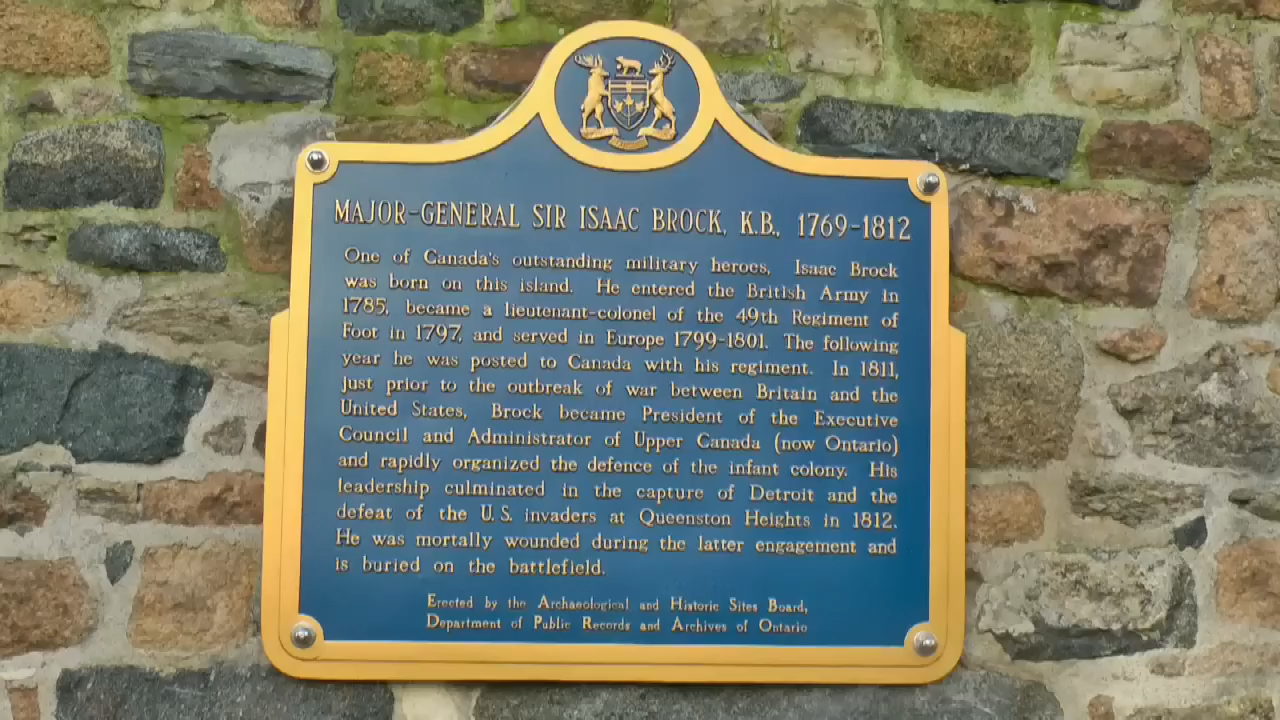 MAJOR-GENERAL SIR ISAAC BROCK, K.B., 1769-1812
One of Canada's outstanding military heroes, Isaac Brock
was born on this island. He entered the British Army in
1785, became a lieutenant-colonel of the 49th Regiment of
Foot in 1797, and served in Europe 1799-1801. The following
year he was posted to Canada with his regiment. In 1811,
just prior to the outbreak of war between Britain and the
United States, Brock became President of the Executive
Council and Administrator of Upper Canada (now Ontario)
and rapidly organized the defence of the infant colony. His
leadership culminated in the capture of Detroit and the
defeat of the U.S. invaders at Queenston Heights in 1812.
He was mortally wounded during the latter engagement and
is buried on the battlefield.
Erected by the Archaeological and Historic Sites Board,
Department of Public Records and Archives of Ontario